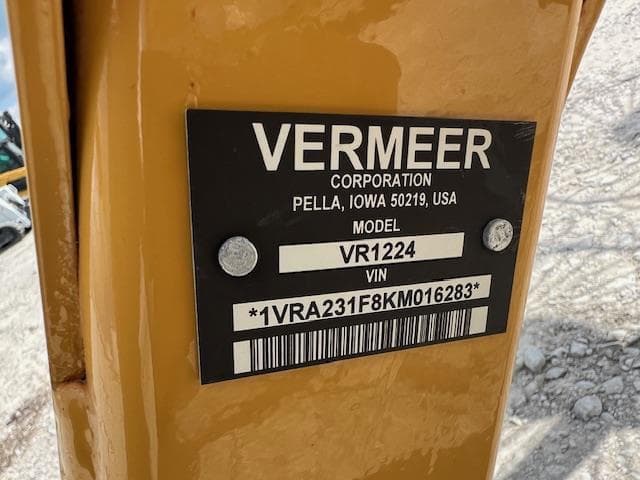 VERMEER
CORPORATION
PELLA, IOWA 50219, USA
MODEL
VR1224
VIN
*1VRA231F8KM016283*